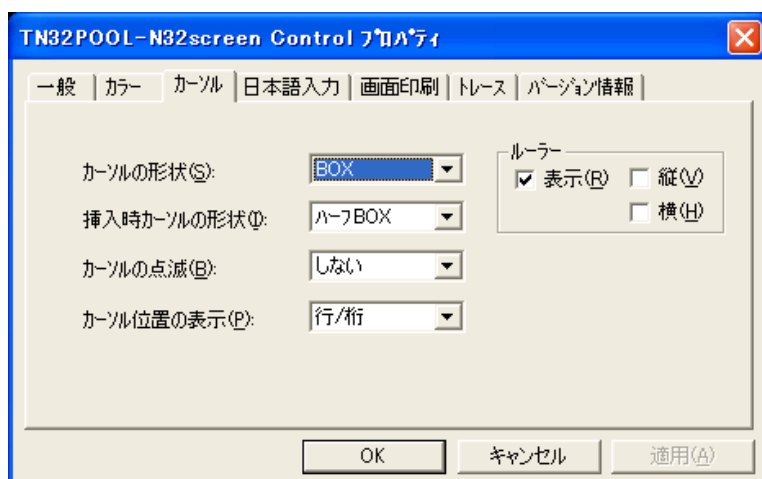 TN32POOL-N32screen Control ﾌﾟﾛﾊﾟﾃｨ
一般 ｶﾗｰ ｶｰｿﾙ 日本語入力 画面印刷 ﾄﾚｰｽ ﾊﾞｰｼﾞｮﾝ情報
ｶｰｿﾙの形状(S): BOX
挿入時ｶｰｿﾙの形状(I): ﾊｰﾌBOX
ｶｰｿﾙの点滅(B): しない
ｶｰｿﾙ位置の表示(P): 行/桁
ﾙｰﾗｰ
表示(R) 縦(V)
横(H)
OK キャンセル 適用(A)